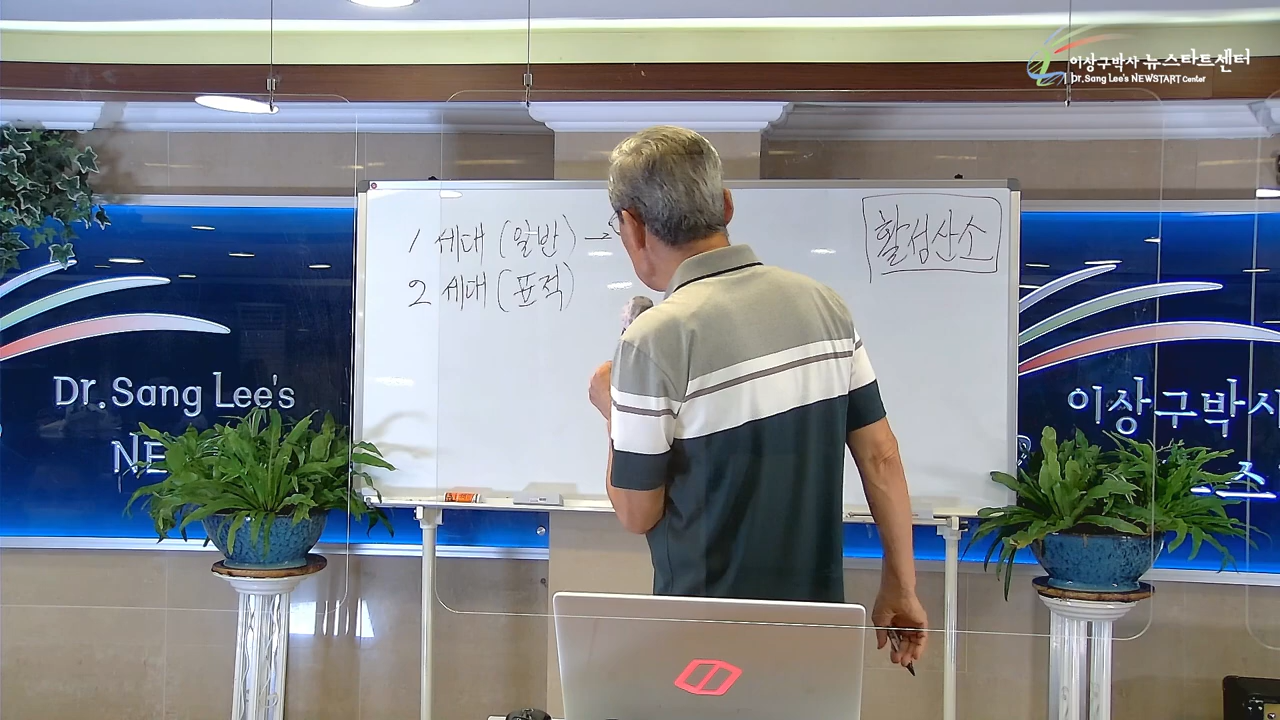 이상구박사 뉴스타트센터
Dr.Sang Lee's NEWSTART Center
1 세대 (일반) →
2 세대 (표적)
활성산소
Dr.Sang Lee's
NE
이상구박사
스